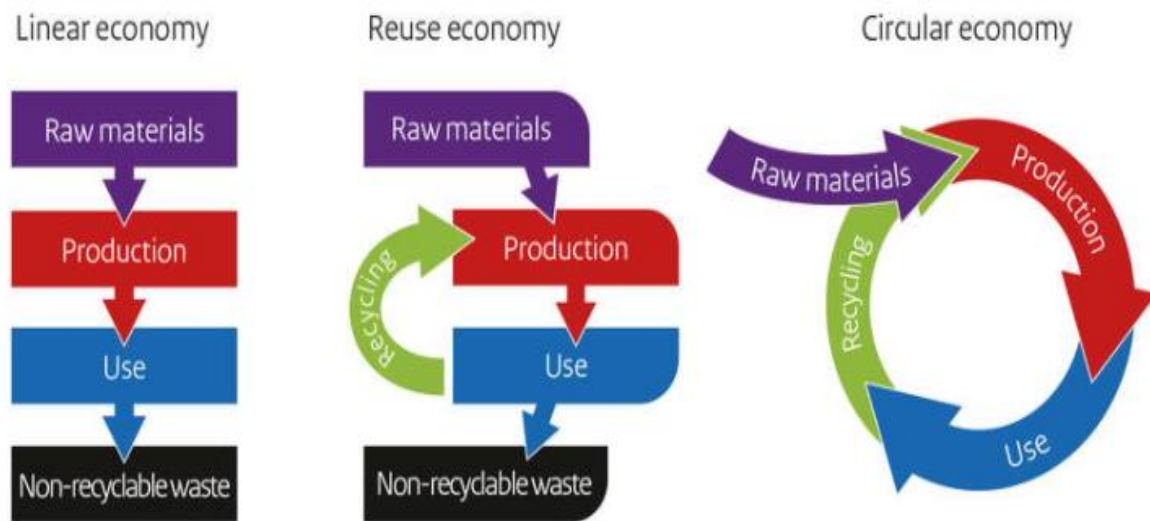 Linear economy
Raw materials
Production
Use
Non-recyclable waste
Reuse economy
Raw materials
Production
Recycling
Use
Non-recyclable waste
Circular economy
Raw materials
Production
Recycling
Use